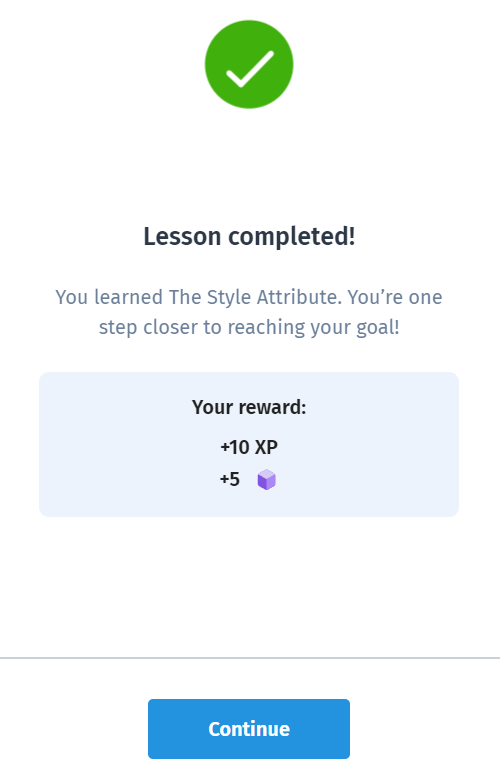 Lesson completed!
You learned The Style Attribute. You’re one
step closer to reaching your goal!
Your reward:
+10 XP
+5
Continue